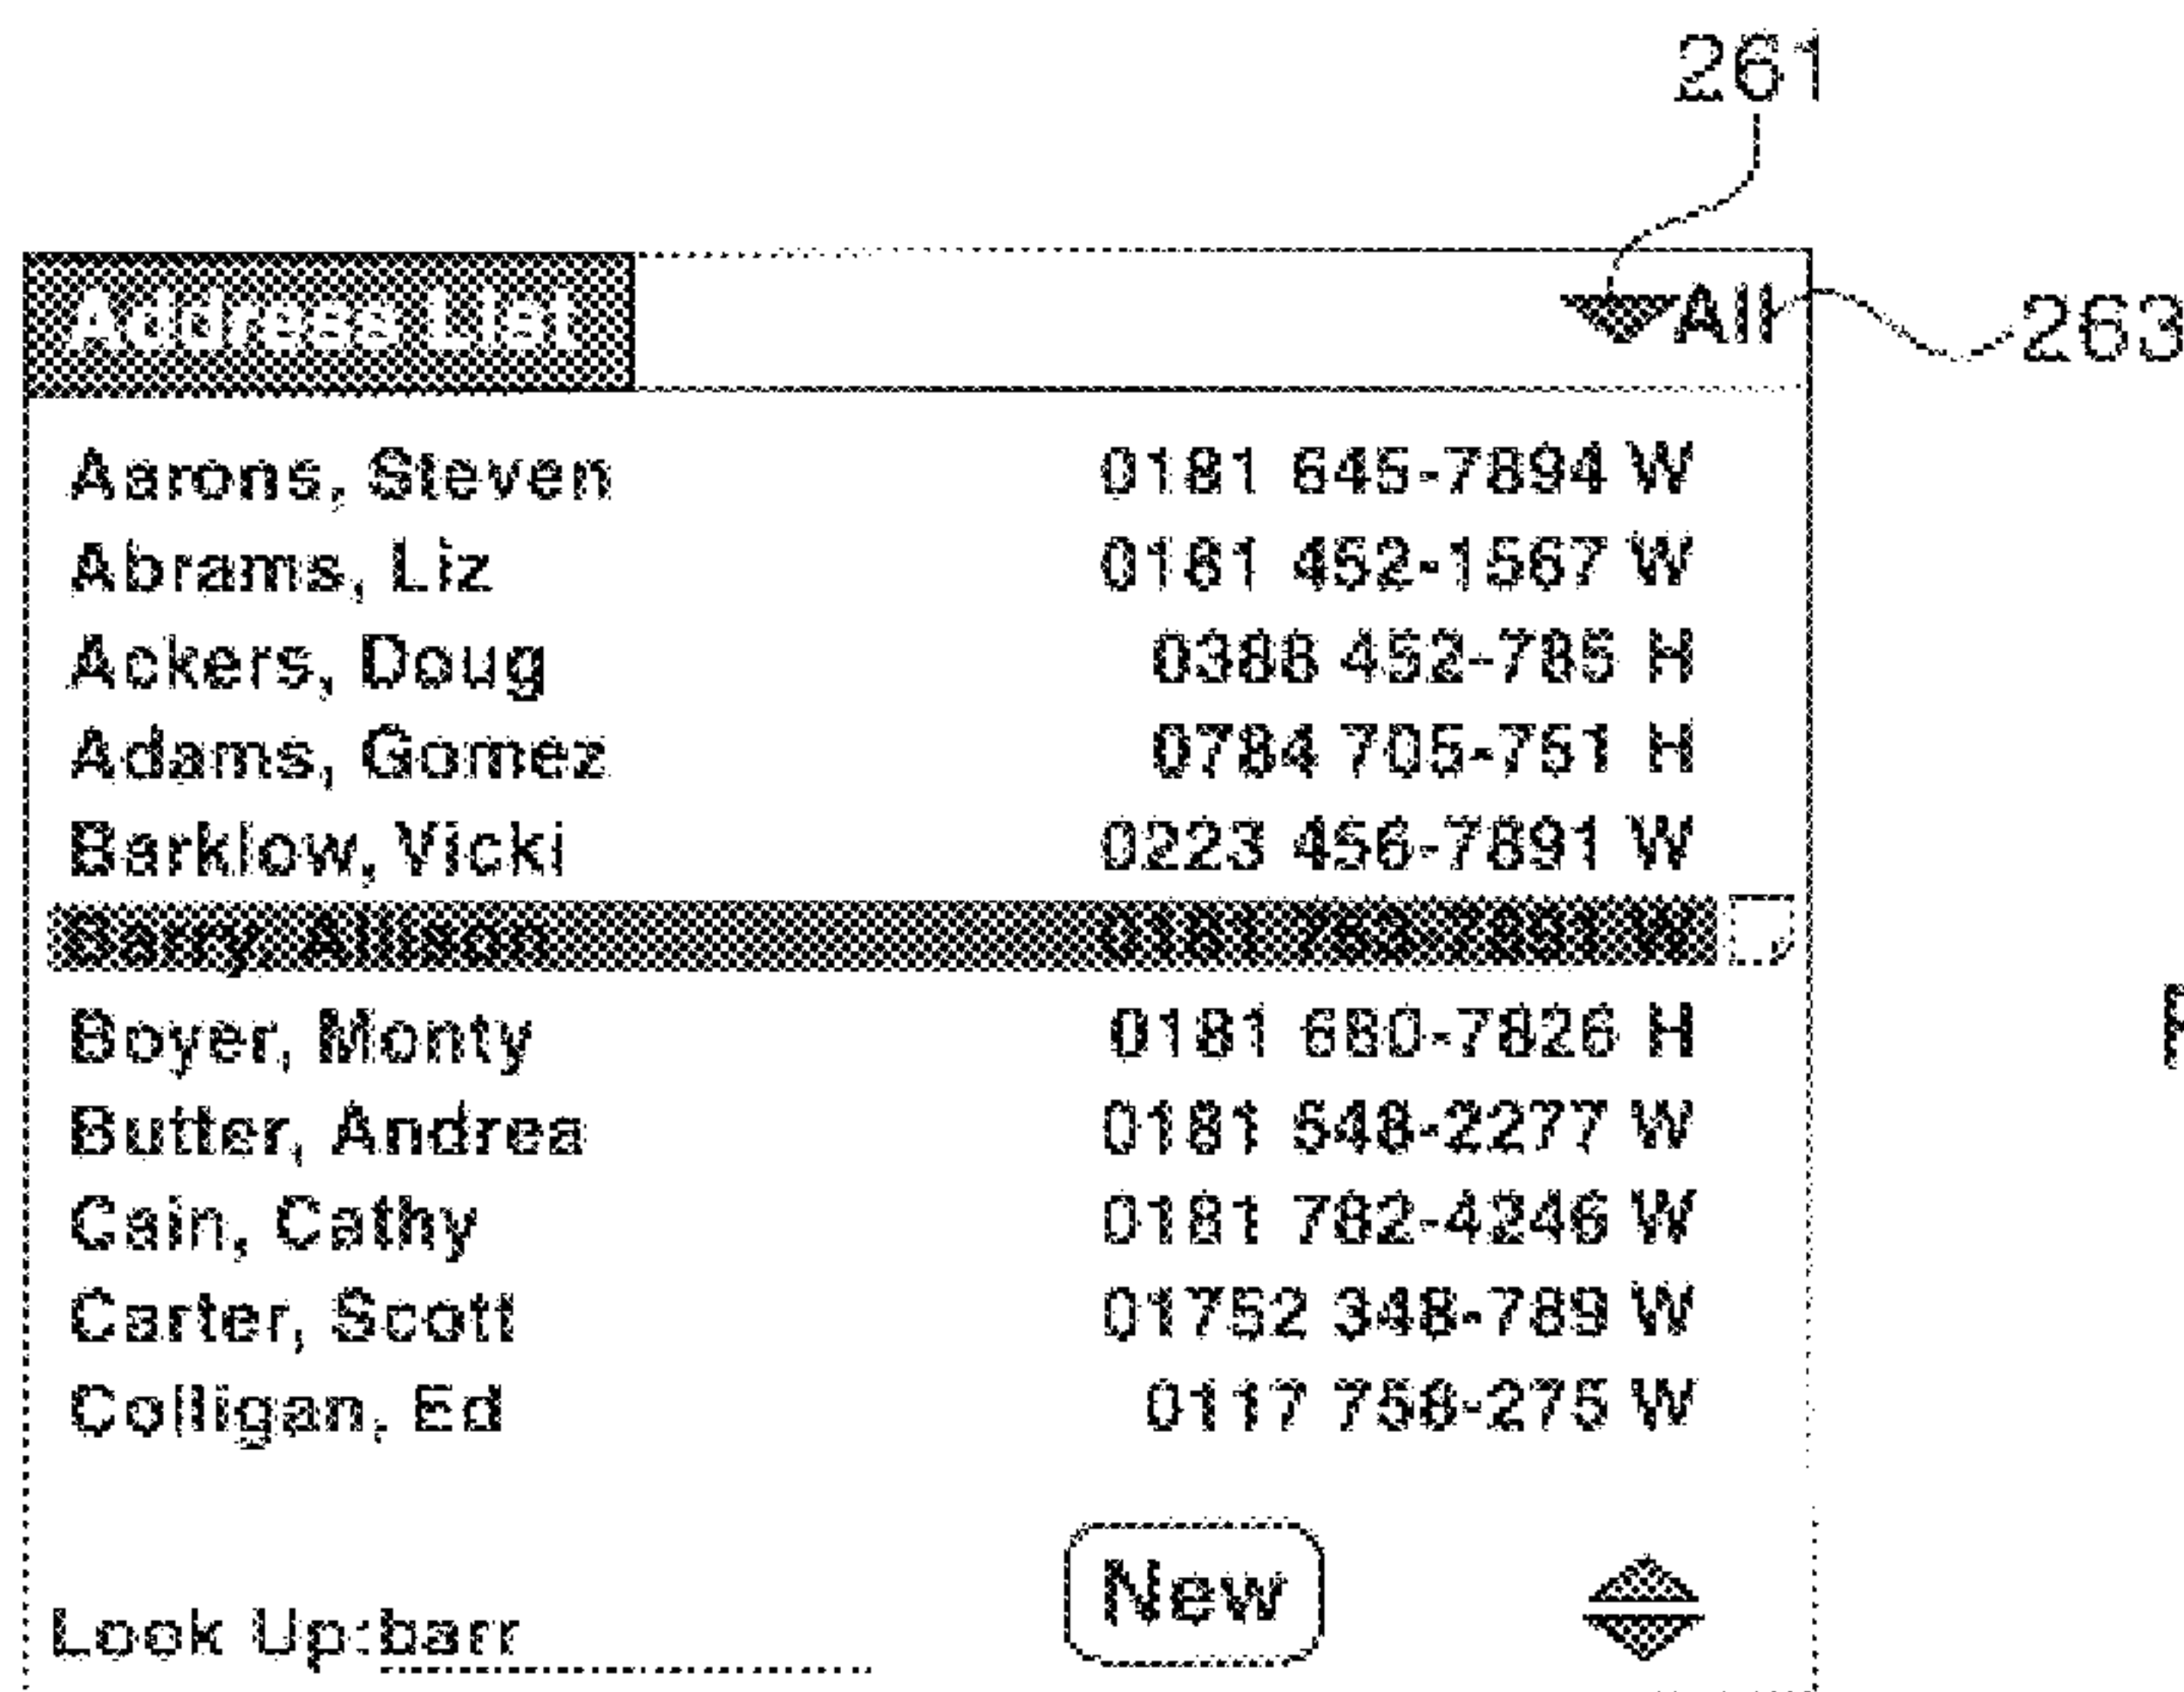 261
Address List
All
263
Aarons, Steven 0181 645-7894 W
Abrams, Liz 0181 452-1567 W
Ackers, Doug 0388 452-785 H
Adams, Gomez 0784 705-751 H
Barklow, Vicki 0223 456-7891 W
Barry, Allison W
Boyer, Monty 0181 680-7826 H
Butter, Andrea 0181 548-2277 W
Cain, Cathy 0181 782-4246 W
Carter, Scott 01752 348-789 W
Colligan, Ed 0117 758-275 W
New
Look Up:barr